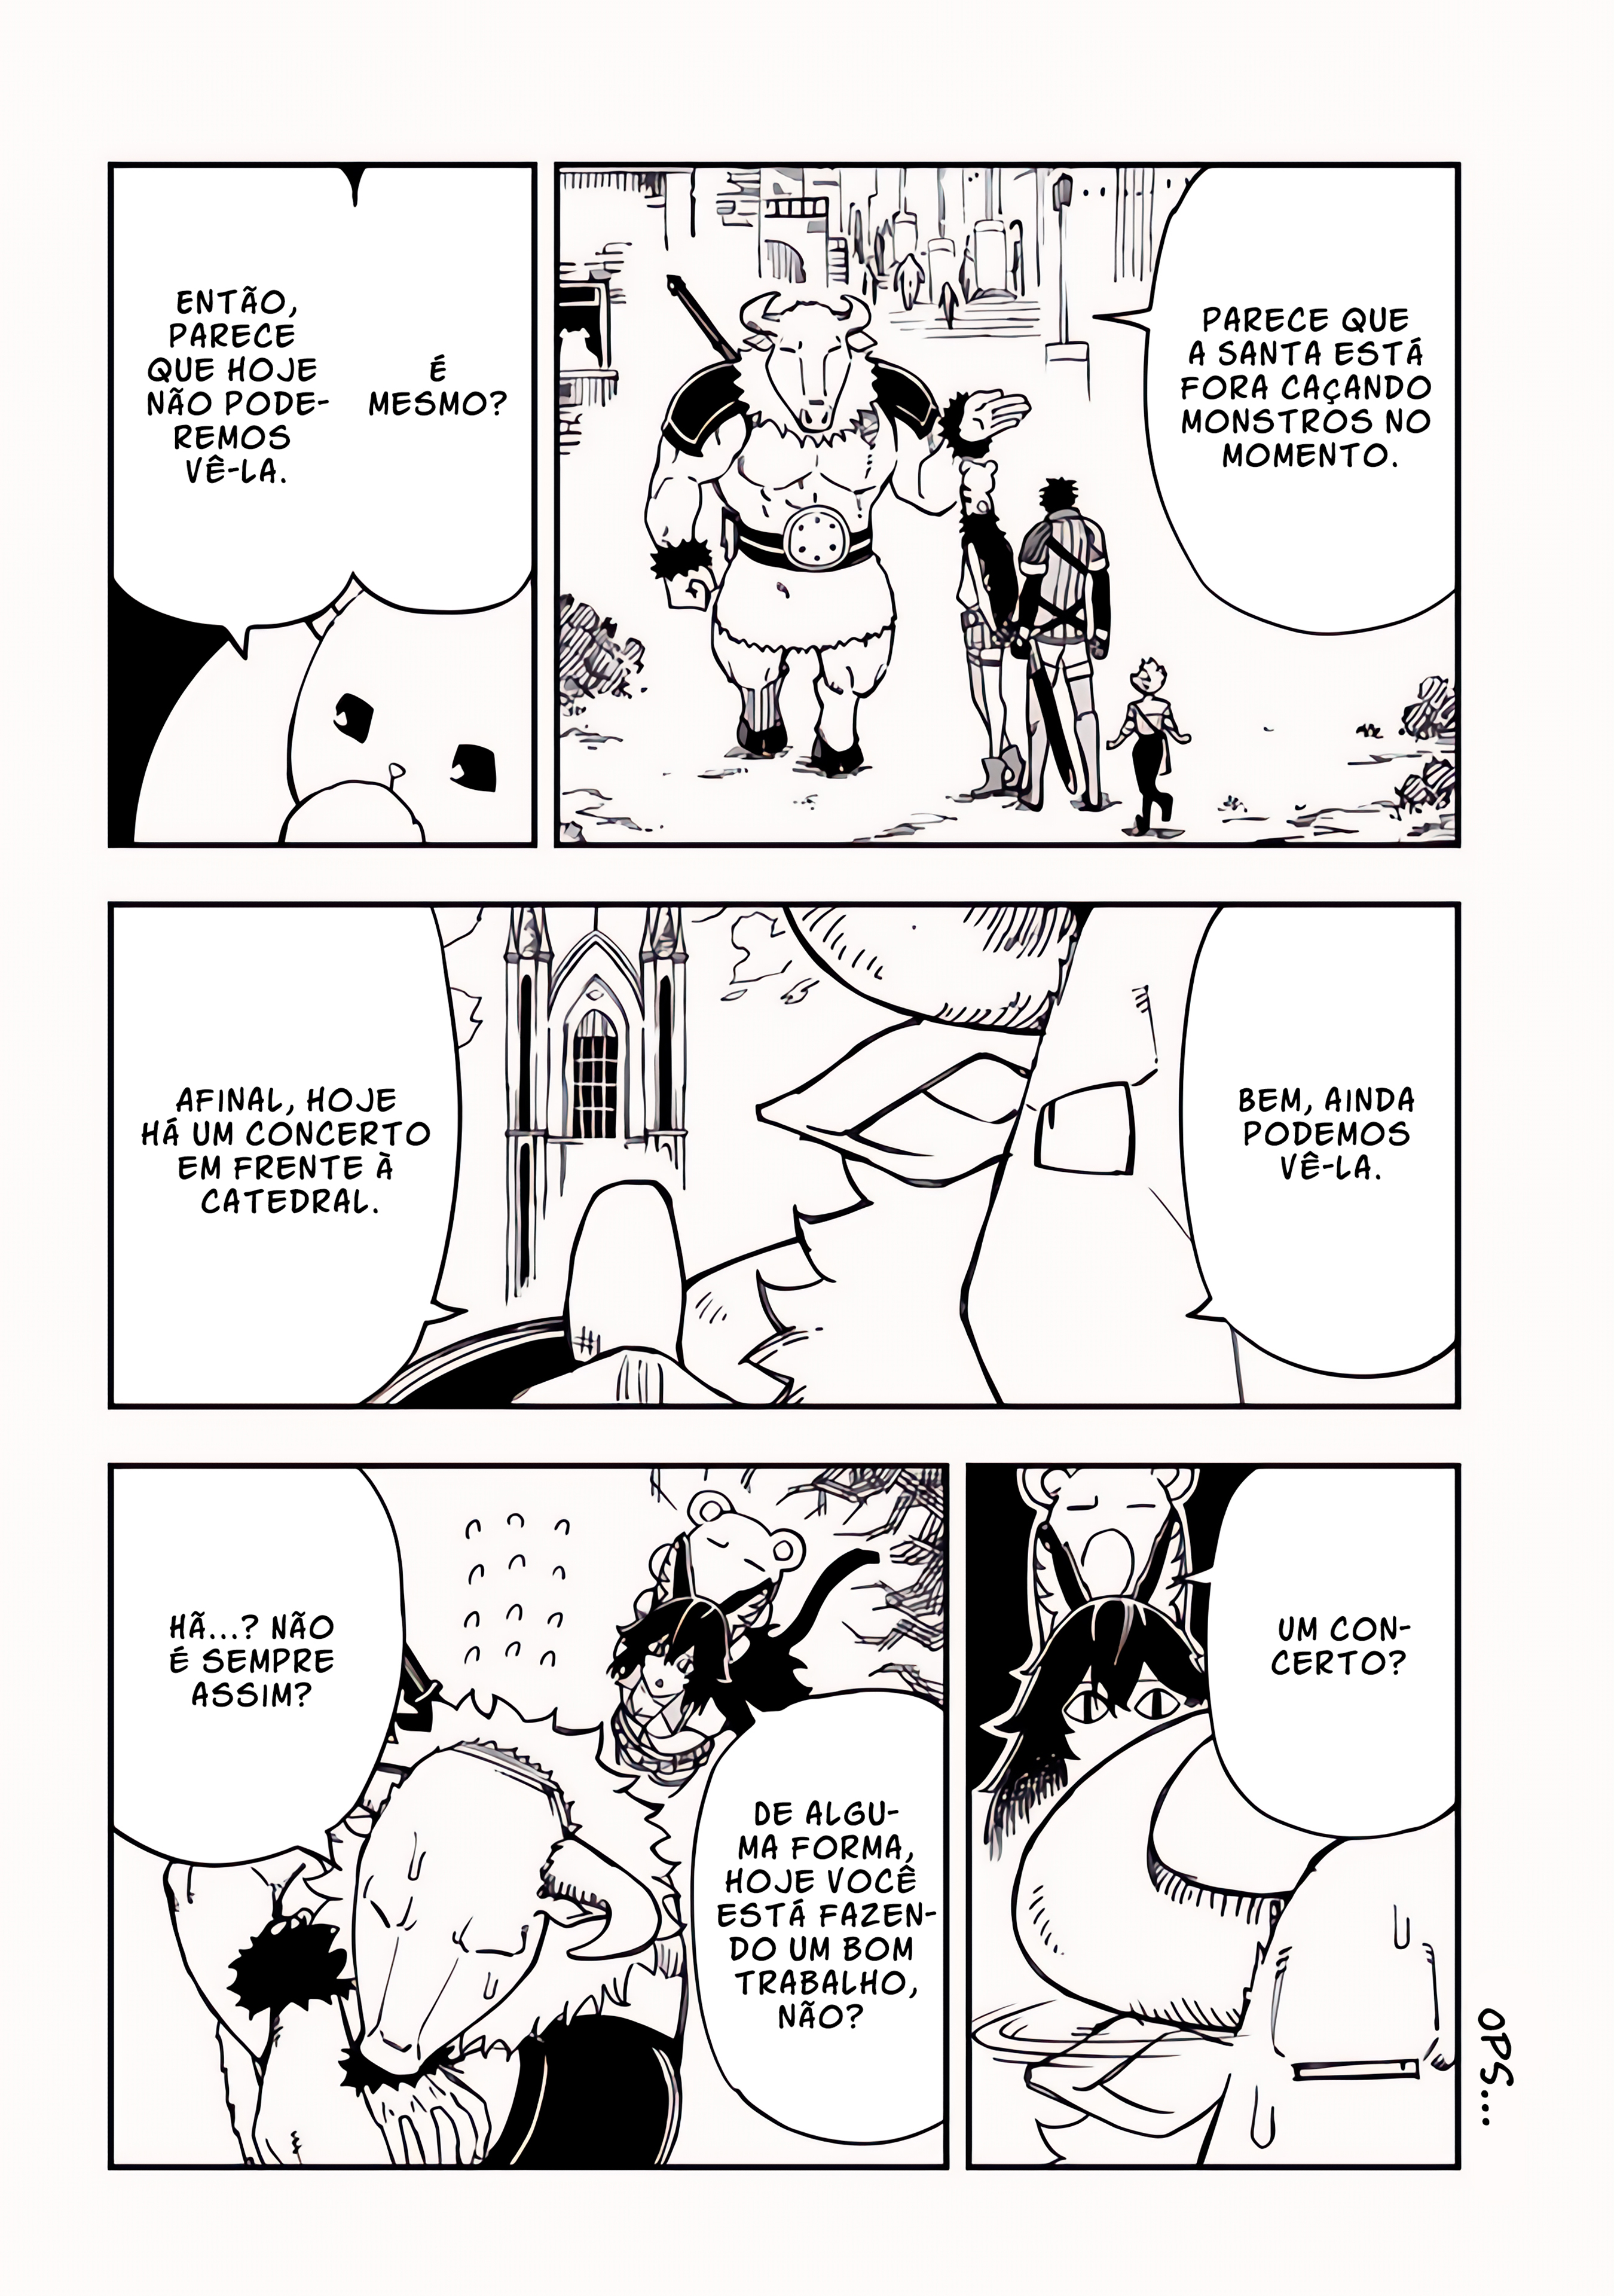 PARECE QUE
A SANTA ESTÁ
FORA CAÇANDO
MONSTROS NO
MOMENTO.
É
MESMO?
ENTÃO,
PARECE
QUE HOJE
NÃO PODE-
REMOS
VÊ-LA.
BEM, AINDA
PODEMOS
VÊ-LA.
AFINAL, HOJE
HÁ UM CONCERTO
EM FRENTE À
CATEDRAL.
UM CON-
CERTO?
OPS...
DE ALGU-
MA FORMA,
HOJE VOCÊ
ESTÁ FAZEN-
DO UM BOM
TRABALHO,
NÃO?
HÃ...? NÃO
É SEMPRE
ASSIM?